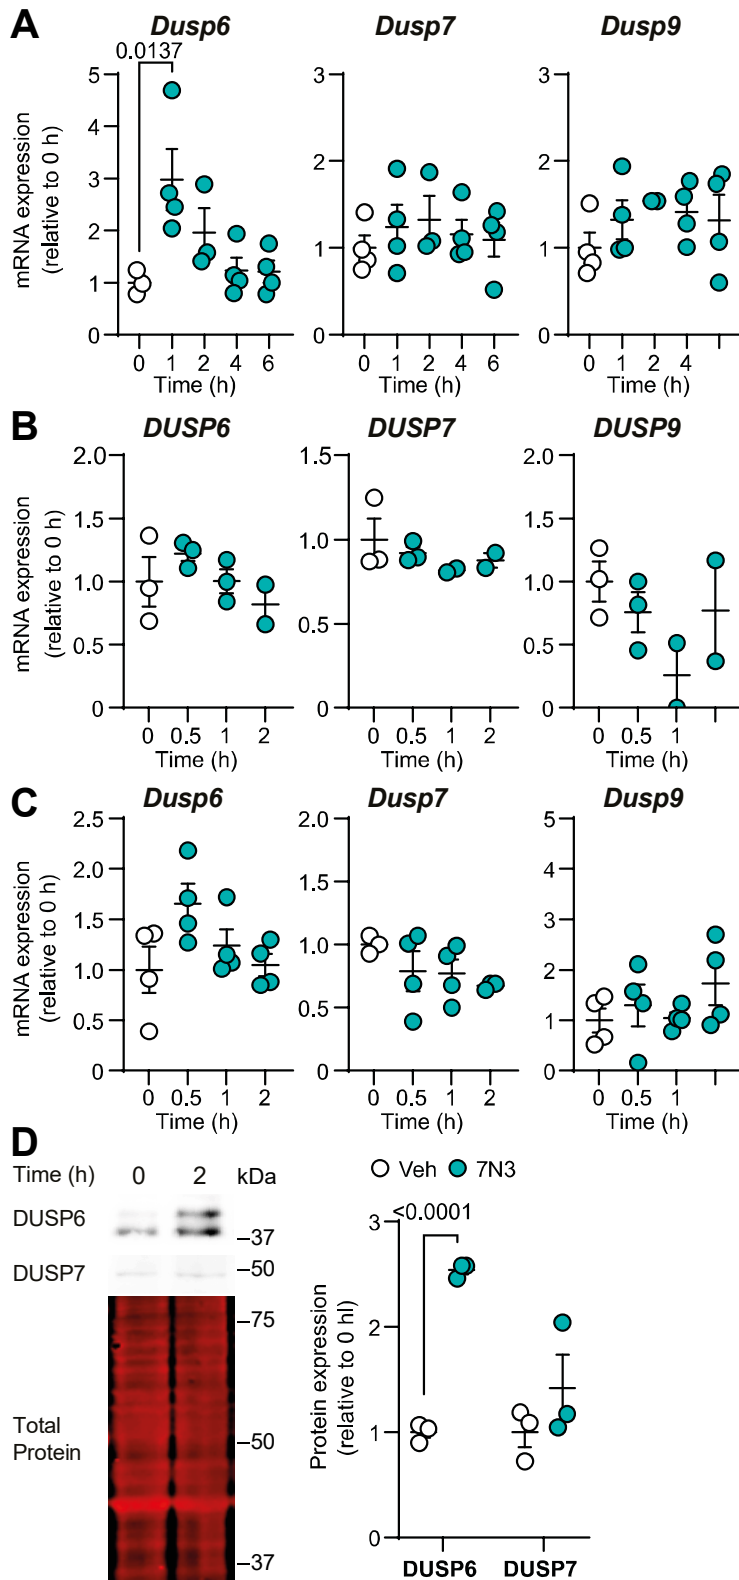 A
Dusp6
Dusp7
Dusp9
0.0137
mRNA expression
(relative to 0 h)
5
4
3
2
1
0
3
2
1
0
3
2
1
0
0 1 2 4 6
0 1 2 4 6
0 1 2 4
Time (h)
Time (h)
Time (h)
B
DUSP6
DUSP7
DUSP9
mRNA expression
(relative to 0 h)
2.0
1.5
1.0
0.5
0
1.5
1.0
0.5
0
2.0
1.5
1.0
0.5
0
0 0.5 1 2
0 0.5 1 2
0 0.5 1
Time (h)
Time (h)
Time (h)
C
Dusp6
Dusp7
Dusp9
mRNA expression
(relative to 0 h)
2.5
2.0
1.5
1.0
0.5
0
2.0
1.5
1.0
0.5
0
5
4
3
2
1
0
0 0.5 1 2
0 0.5 1 2
0 0.5 1
Time (h)
Time (h)
Time (h)
D
Time (h) 0 2 kDa
DUSP6
–37
DUSP7
–50
–75
Total
Protein
–50
–37
Veh 7N3
<0.0001
Protein expression
(relative to 0 hl)
3
2
1
0
DUSP6 DUSP7